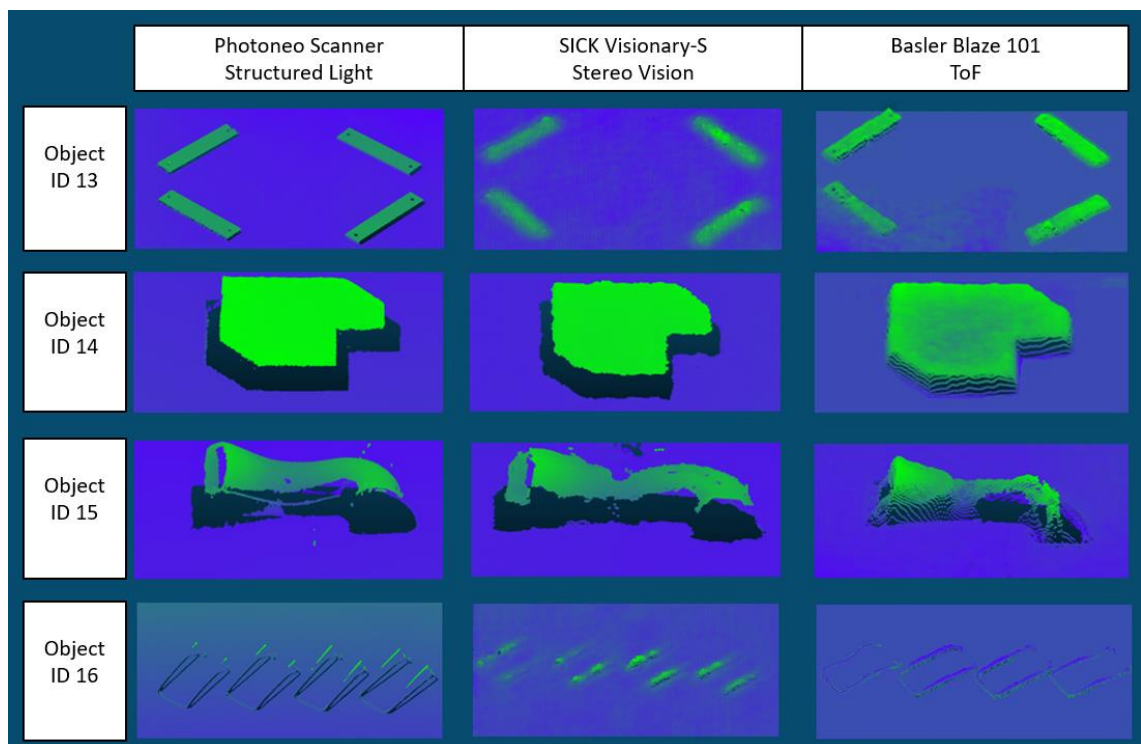 Photoneo Scanner
Structured Light
SICK Visionary-S
Stereo Vision
Basler Blaze 101
ToF
Object
ID 13
Object
ID 14
Object
ID 15
Object
ID 16